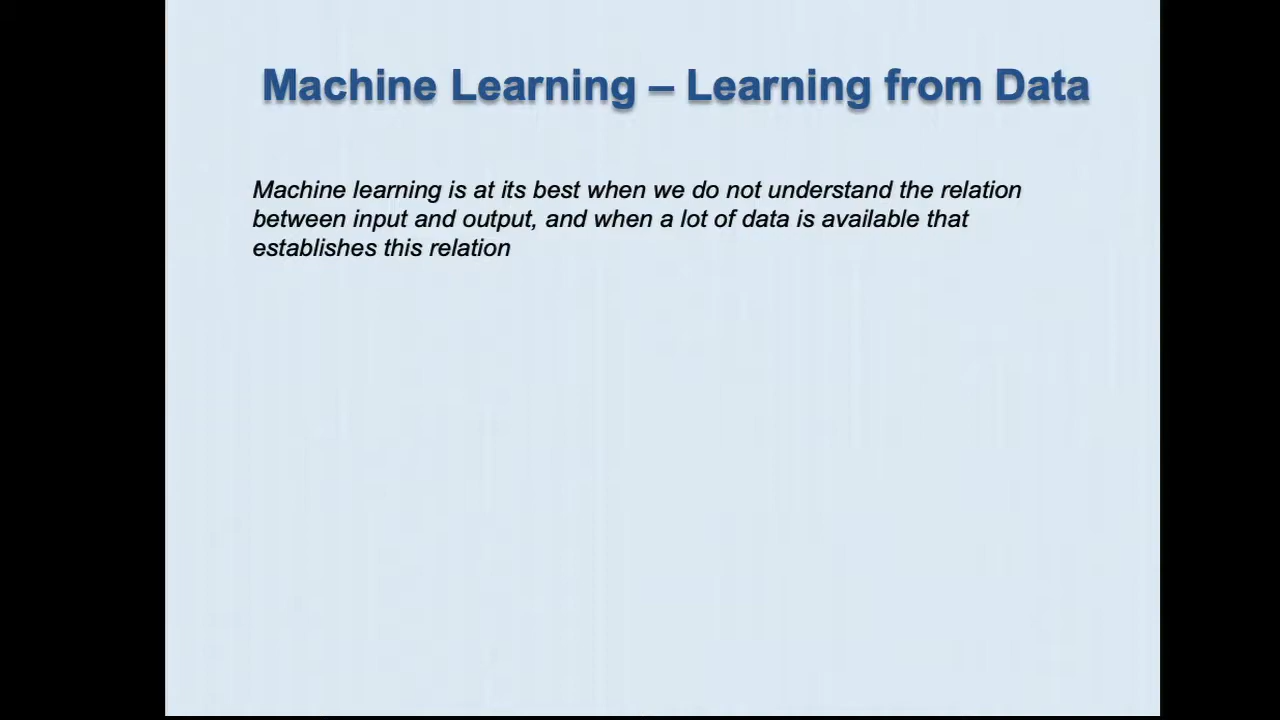 Machine Learning – Learning from Data
Machine learning is at its best when we do not understand the relation
between input and output, and when a lot of data is available that
establishes this relation